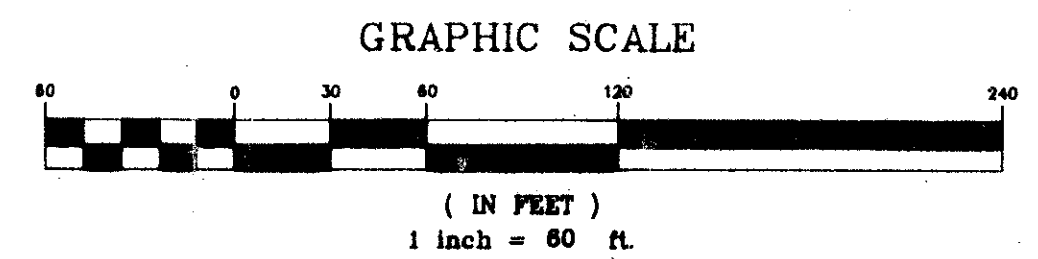 GRAPHIC SCALE
60 0 30 60 120 240
( IN FEET )
1 inch = 60 ft.